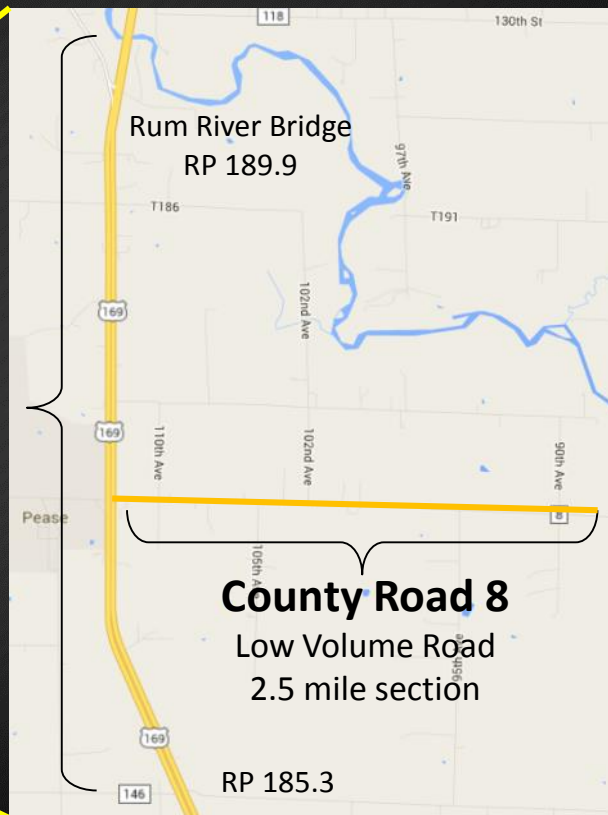 118
130th St
Rum River Bridge
RP 189.9
97th Ave
T186
T191
102nd Ave
169
169
110th Ave
102nd Ave
90th Ave
Pease
8
105th Ave
County Road 8
Low Volume Road
95th Ave
2.5 mile section
169
146
RP 185.3